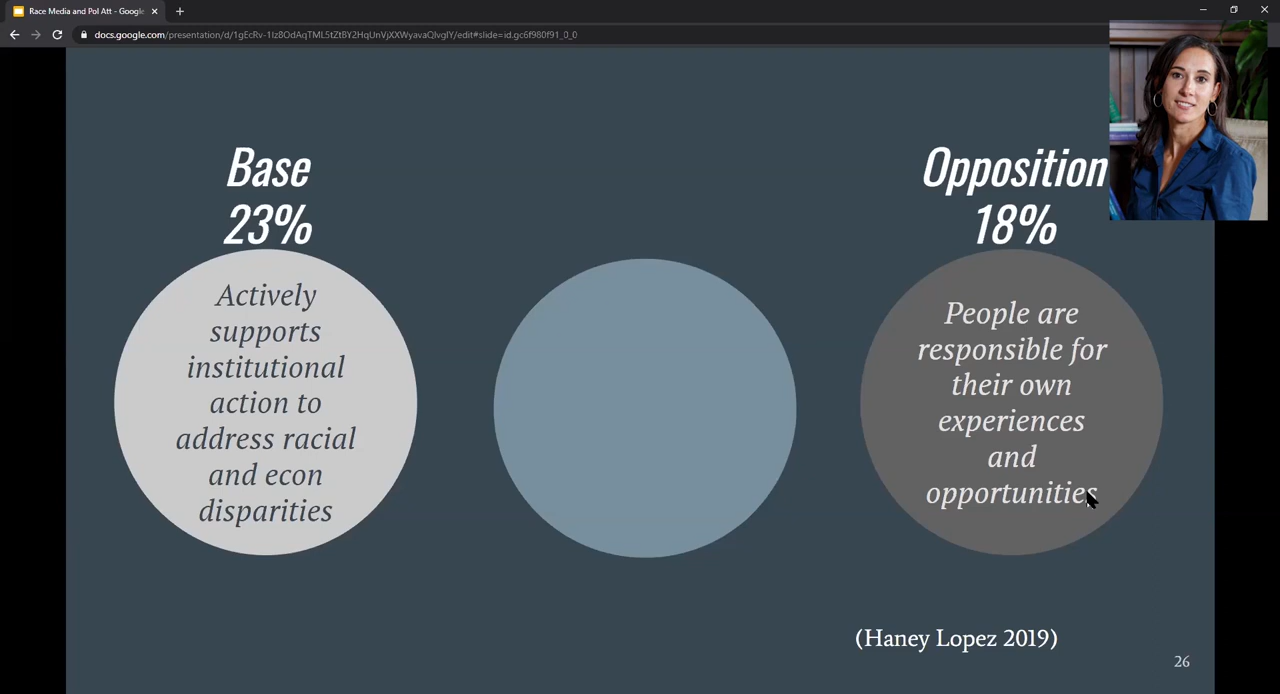 Race Media and Pol Att - Google
docs.google.com/presentation/d/1gEcRv-1Iz8OdAqTML5tZtBY2HqUnVjXXWyavaQlvgIY/edit#slide=id.gc6f980f91_0_0
Base
23%
Actively
supports
institutional
action to
address racial
and econ
disparities
Opposition
18%
People are
responsible for
their own
experiences
and
opportunities
(Haney Lopez 2019)
26